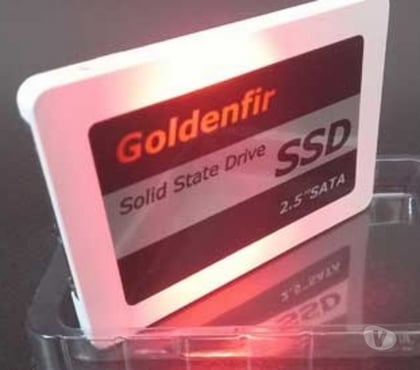 Goldenfir
Solid State Drive
SSD
2.5"SATA